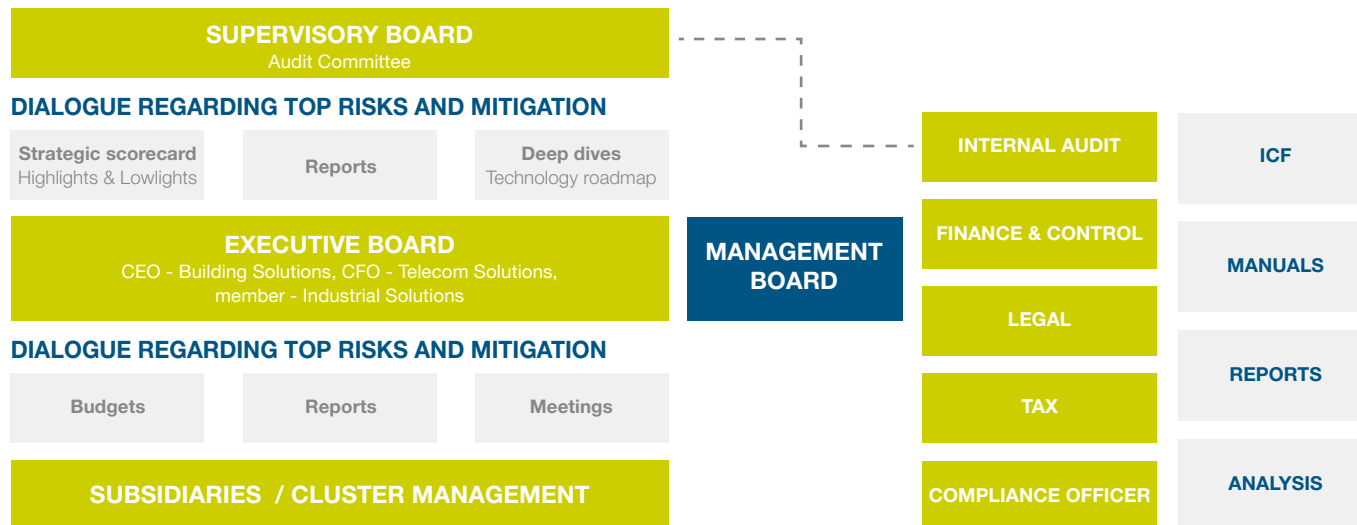 SUPERVISORY BOARD
Audit Committee
DIALOGUE REGARDING TOP RISKS AND MITIGATION
Strategic scorecard
Highlights & Lowlights
Reports
Deep dives
Technology roadmap
EXECUTIVE BOARD
CEO - Building Solutions, CFO - Telecom Solutions,
member - Industrial Solutions
DIALOGUE REGARDING TOP RISKS AND MITIGATION
Budgets
Reports
Meetings
SUBSIDIARIES / CLUSTER MANAGEMENT
MANAGEMENT
BOARD
INTERNAL AUDIT
FINANCE & CONTROL
LEGAL
TAX
COMPLIANCE OFFICER
ICF
MANUALS
REPORTS
ANALYSIS